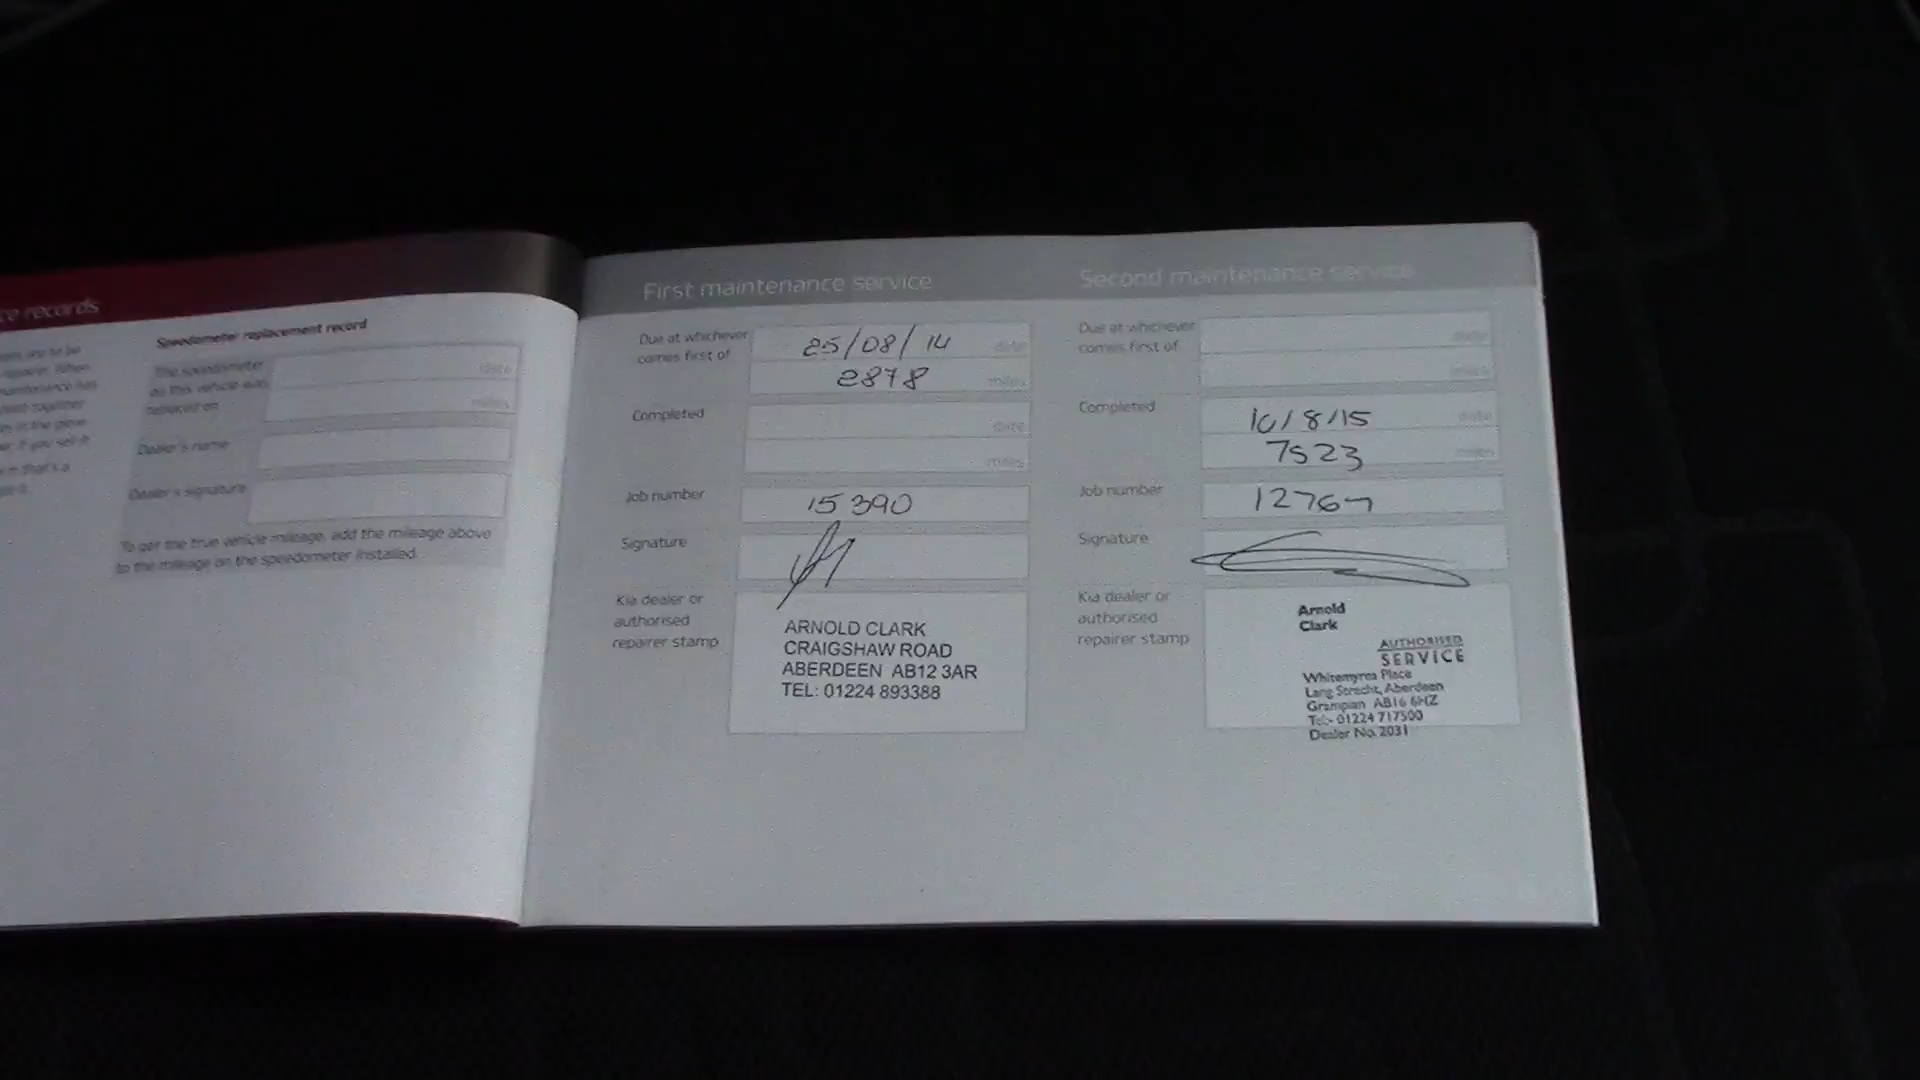 ce records
Speedometer replacement record
The speedometer
on this vehicle was
replaced on
date
miles
Dealer's name
Dealer's signature
To get the true vehicle mileage, add the mileage above
to the mileage on the speedometer installed.
First maintenance service
Due at whichever
comes first of
25/08/14 date
2878 miles
Completed
date
miles
Job number 15390
Signature
Kia dealer or
authorised
repairer stamp
ARNOLD CLARK
CRAIGSHAW ROAD
ABERDEEN AB12 3AR
TEL: 01224 893388
Second maintenance service
Due at whichever
comes first of
date
miles
Completed
/8/15 date
7523 miles
Job number 12767
Signature
Kia dealer or
authorised
repairer stamp
Arnold
Clark
AUTHORISED
SERVICE
Whitemyres Place
Lang Stracht, Aberdeen
Grampian AB16 6HZ
Tel:- 01224 717500
Dealer No. 2031